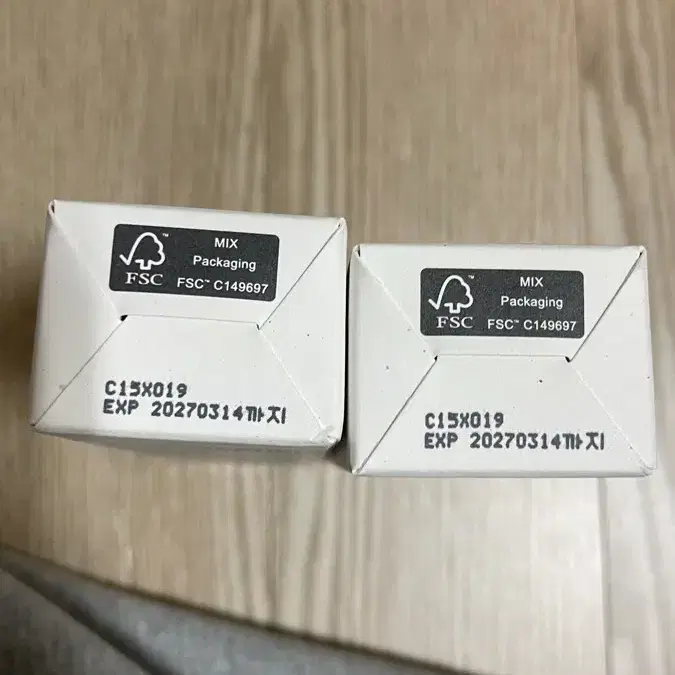 FSC
MIX
Packaging
FSC™ C149697
C15X019
EXP 20270314까지
FSC
MIX
Packaging
FSC™ C149697
C15X019
EXP 20270314까지